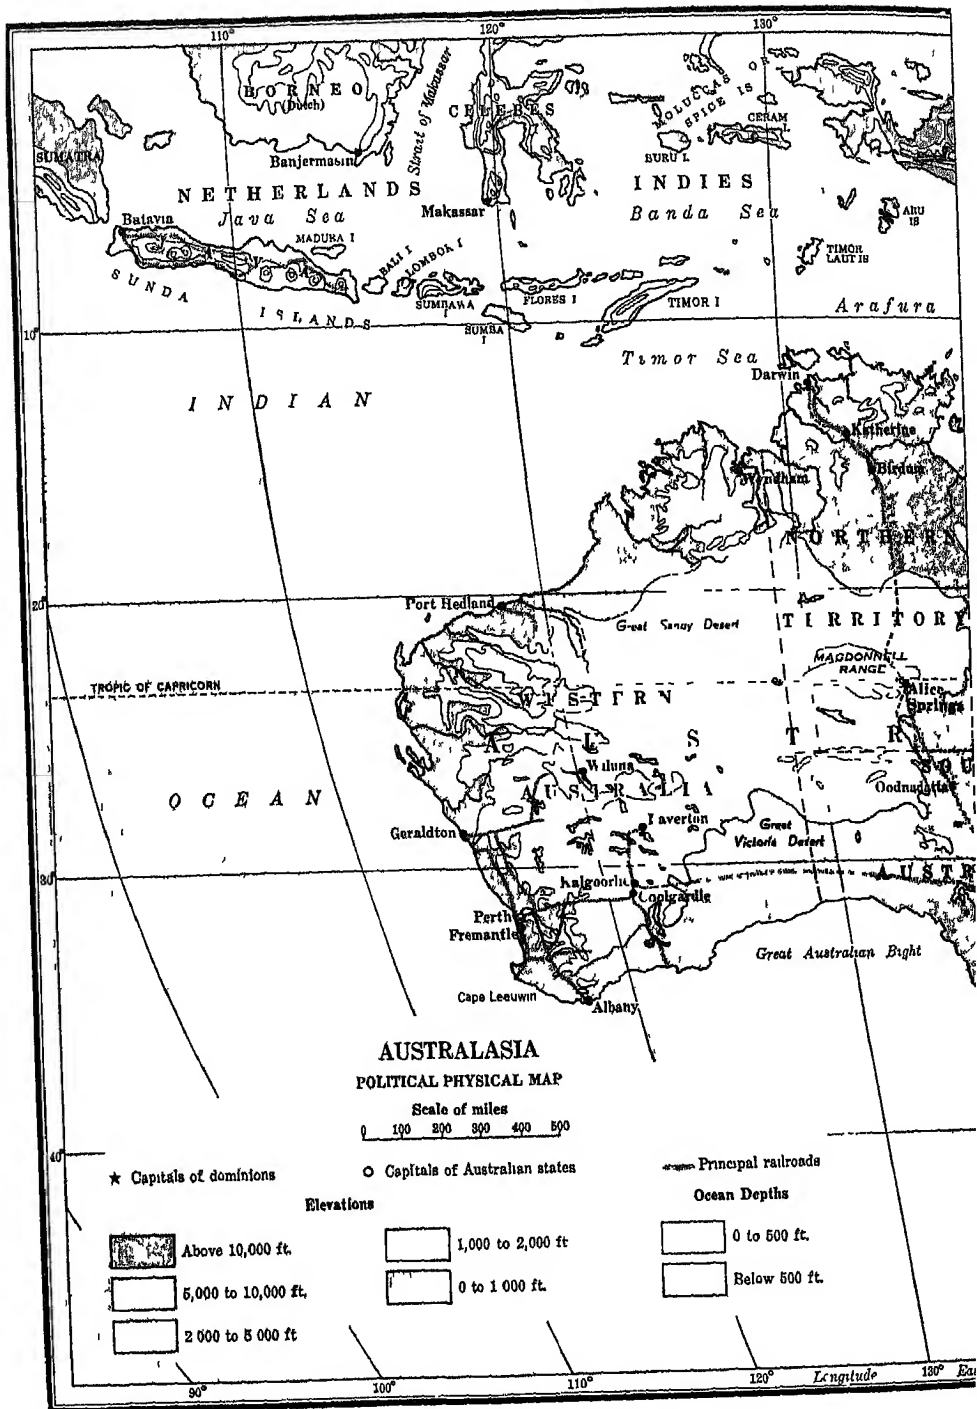 110°
120°
130°
BORNEO
(Dutch)
Strait of Makassar
CELEBES
MOLUCCAS OR
SPICE IS
CERAM
I.
SUMATRA
Banjermasin
BURU I.
NETHERLANDS
INDIES
Batavia
Java Sea
Makassar
Banda Sea
ARU
IS
MADURA I
BALI I
LOMBOK I
TIMOR
LAUT IS
SUNDA
SUMBAWA
I
FLORES I
TIMOR I
ISLANDS
SUMBA
I
Arafura
10°
Timor Sea
Darwin
INDIAN
Katherine
Birdum
Wyndham
NORTHERN
20°
Port Hedland
Great Sandy Desert
TERRITORY
MACDONNELL
RANGE
TROPIC OF CAPRICORN
WESTERN
Alice
Springs
A U S T R
SOU
Wiluna
Oodnadatta
OCEAN
AUSTRALIA
Laverton
Geraldton
Great
Victoria Desert
30°
Kalgoorlie
AUSTR
Coolgardie
Perth
Fremantle
Great Australian Bight
Cape Leeuwin
Albany
AUSTRALASIA
POLITICAL PHYSICAL MAP
Scale of miles
0 100 200 300 400 500
40°
★ Capitals of dominions
○ Capitals of Australian states
Principal railroads
Elevations
Ocean Depths
Above 10,000 ft.
1,000 to 2,000 ft
0 to 500 ft.
5,000 to 10,000 ft.
0 to 1 000 ft.
Below 500 ft.
2 000 to 5 000 ft
90°
100°
110°
120°
Longitude
130°
Eas